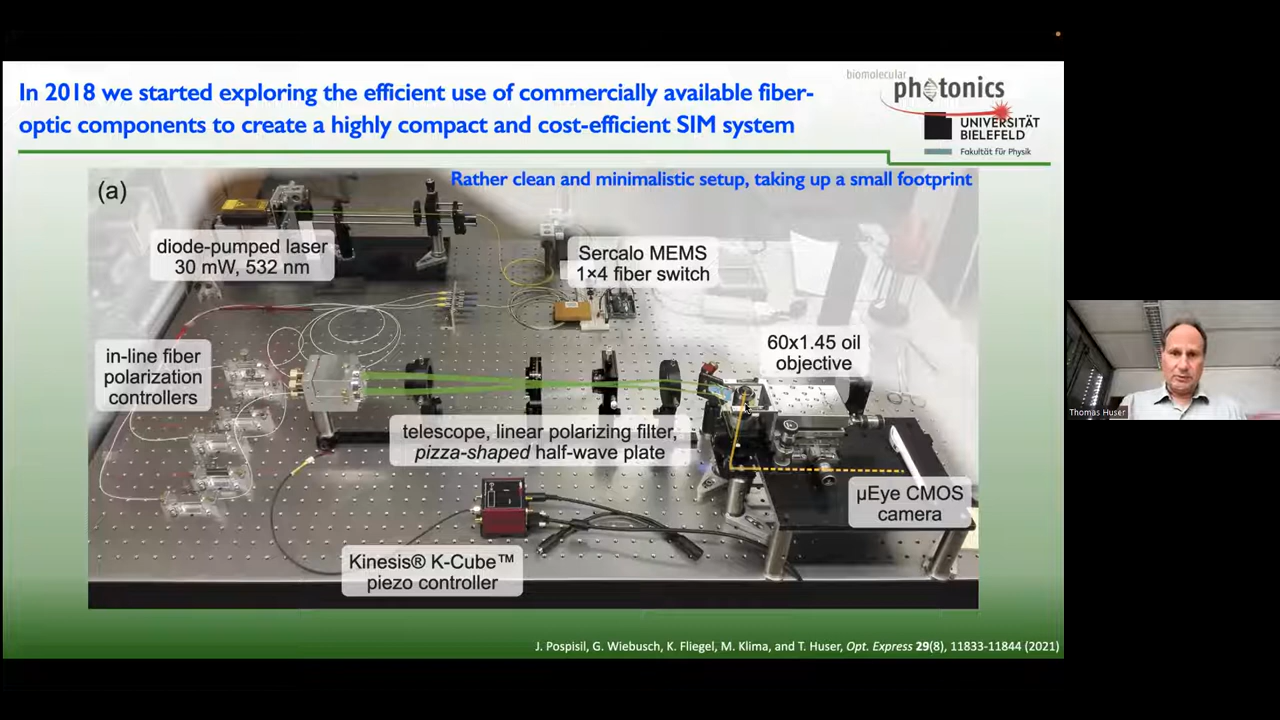 In 2018 we started exploring the efficient use of commercially available fiber-
optic components to create a highly compact and cost-efficient SIM system
biomolecular
photonics
UNIVERSITÄT
BIELEFELD
Fakultät für Physik
(a)
Rather clean and minimalistic setup, taking up a small footprint
diode-pumped laser
30 mW, 532 nm
Sercalo MEMS
1×4 fiber switch
60x1.45 oil
objective
in-line fiber
polarization
controllers
telescope, linear polarizing filter,
pizza-shaped half-wave plate
µEye CMOS
camera
Kinesis® K-Cube™
piezo controller
Thomas Huser
J. Pospisil, G. Wiebusch, K. Fliegel, M. Klima, and T. Huser, Opt. Express 29(8), 11833-11844 (2021)